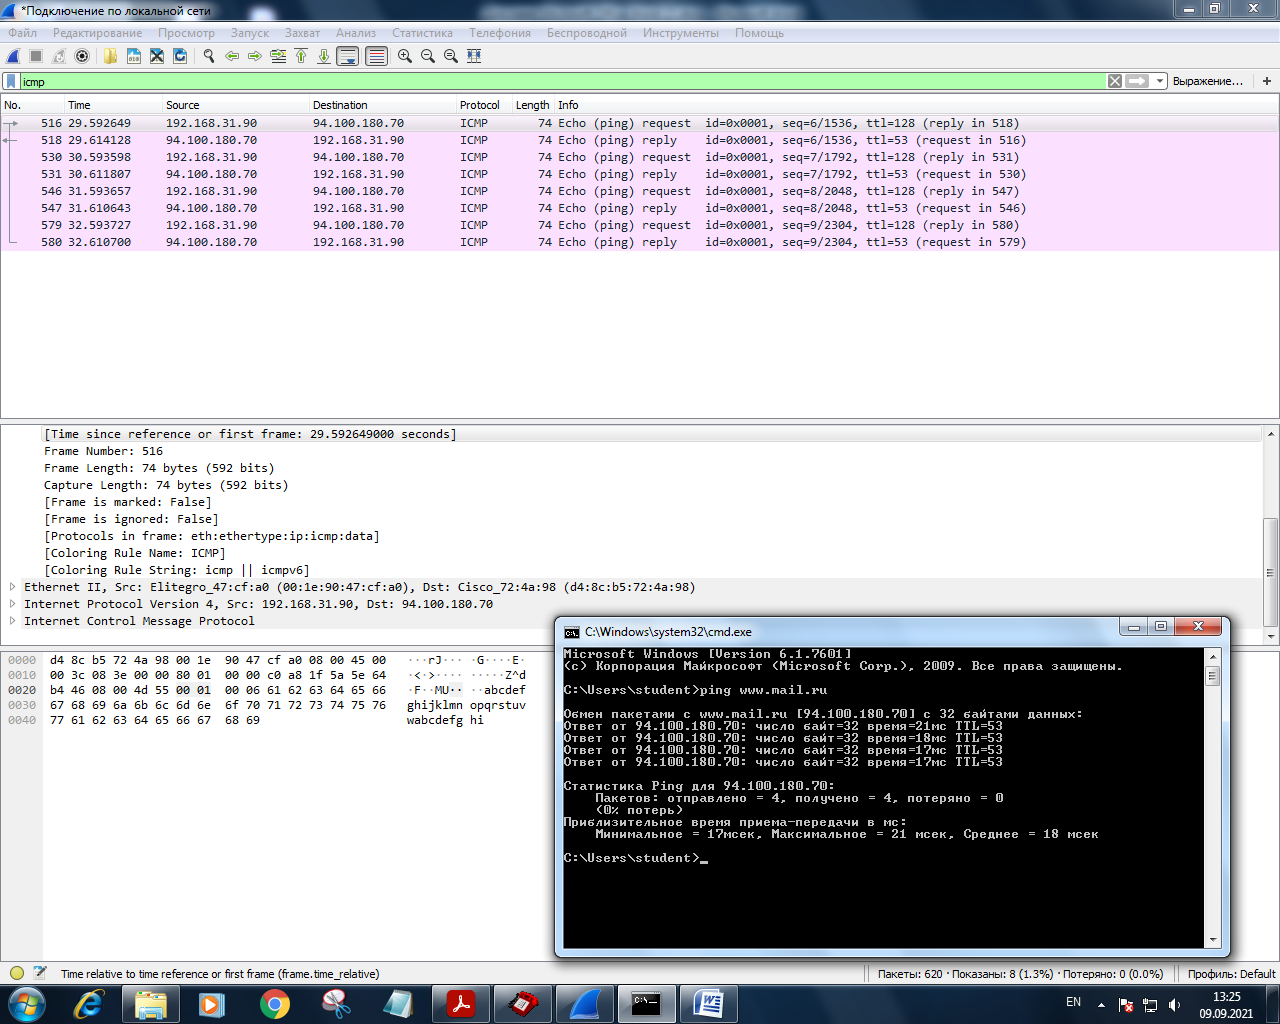 *Подключение по локальной сети
Файл Редактирование Просмотр Запуск Захват Анализ Статистика Телефония Беспроводной Инструменты Помощь
icmp Выражение… +
No. Time Source Destination Protocol Length Info
516 29.592649 192.168.31.90 94.100.180.70 ICMP 74 Echo (ping) request id=0x0001, seq=6/1536, ttl=128 (reply in 518)
518 29.614128 94.100.180.70 192.168.31.90 ICMP 74 Echo (ping) reply id=0x0001, seq=6/1536, ttl=53 (request in 516)
530 30.593598 192.168.31.90 94.100.180.70 ICMP 74 Echo (ping) request id=0x0001, seq=7/1792, ttl=128 (reply in 531)
531 30.611807 94.100.180.70 192.168.31.90 ICMP 74 Echo (ping) reply id=0x0001, seq=7/1792, ttl=53 (request in 530)
546 31.593657 192.168.31.90 94.100.180.70 ICMP 74 Echo (ping) request id=0x0001, seq=8/2048, ttl=128 (reply in 547)
547 31.610643 94.100.180.70 192.168.31.90 ICMP 74 Echo (ping) reply id=0x0001, seq=8/2048, ttl=53 (request in 546)
579 32.593727 192.168.31.90 94.100.180.70 ICMP 74 Echo (ping) request id=0x0001, seq=9/2304, ttl=128 (reply in 580)
580 32.610700 94.100.180.70 192.168.31.90 ICMP 74 Echo (ping) reply id=0x0001, seq=9/2304, ttl=53 (request in 579)
[Time since reference or first frame: 29.592649000 seconds]
Frame Number: 516
Frame Length: 74 bytes (592 bits)
Capture Length: 74 bytes (592 bits)
[Frame is marked: False]
[Frame is ignored: False]
[Protocols in frame: eth:ethertype:ip:icmp:data]
[Coloring Rule Name: ICMP]
[Coloring Rule String: icmp || icmpv6]
Ethernet II, Src: Elitegro_47:cf:a0 (00:1e:90:47:cf:a0), Dst: Cisco_72:4a:98 (d4:8c:b5:72:4a:98)
Internet Protocol Version 4, Src: 192.168.31.90, Dst: 94.100.180.70
Internet Control Message Protocol
0000 d4 8c b5 72 4a 98 00 1e 90 47 cf a0 08 00 45 00 ···rJ··· ·G····E·
0010 00 3c 08 3e 00 00 80 01 00 00 c0 a8 1f 5a 5e 64 ·<·>···· ·····Z^d
0020 b4 46 08 00 4d 55 00 01 00 06 61 62 63 64 65 66 ·F··MU·· ··abcdef
0030 67 68 69 6a 6b 6c 6d 6e 6f 70 71 72 73 74 75 76 ghijklmn opqrstuv
0040 77 61 62 63 64 65 66 67 68 69 wabcdefg hi
C:\Windows\system32\cmd.exe
Microsoft Windows [Version 6.1.7601]
(c) Корпорация Майкрософт (Microsoft Corp.), 2009. Все права защищены.
C:\Users\student>ping www.mail.ru
Обмен пакетами с www.mail.ru [94.100.180.70] с 32 байтами данных:
Ответ от 94.100.180.70: число байт=32 время=21мс TTL=53
Ответ от 94.100.180.70: число байт=32 время=18мс TTL=53
Ответ от 94.100.180.70: число байт=32 время=17мс TTL=53
Ответ от 94.100.180.70: число байт=32 время=17мс TTL=53
Статистика Ping для 94.100.180.70:
Пакетов: отправлено = 4, получено = 4, потеряно = 0
(0% потерь)
Приблизительное время приема-передачи в мс:
Минимальное = 17мсек, Максимальное = 21 мсек, Среднее = 18 мсек
C:\Users\student>_
Time relative to time reference or first frame (frame.time_relative)
Пакеты: 620 · Показаны: 8 (1.3%) · Потеряно: 0 (0.0%) Профиль: Default
EN 13:25
09.09.2021